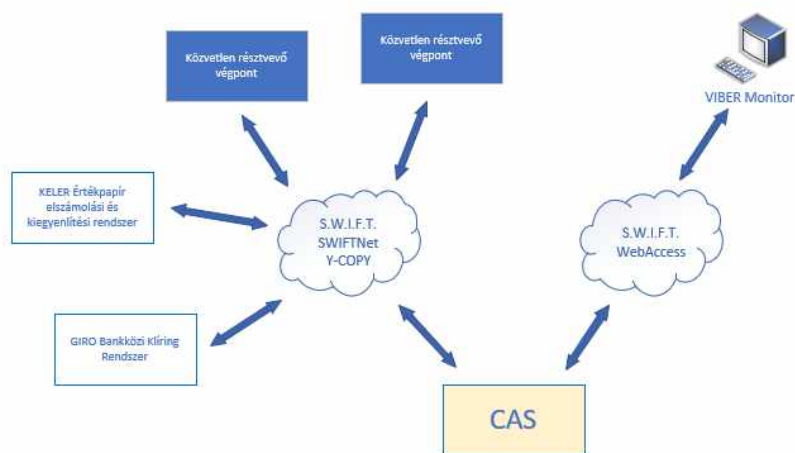 Közvetlen résztvevő
végpont
Közvetlen résztvevő
végpont
VIBER Monitor
KELER Értékpapír
elszámolási és
kiegyenlítési rendszer
S.W.I.F.T.
SWIFTNet
Y-COPY
S.W.I.F.T.
WebAccess
GIRO Bankközi Klíring
Rendszer
CAS